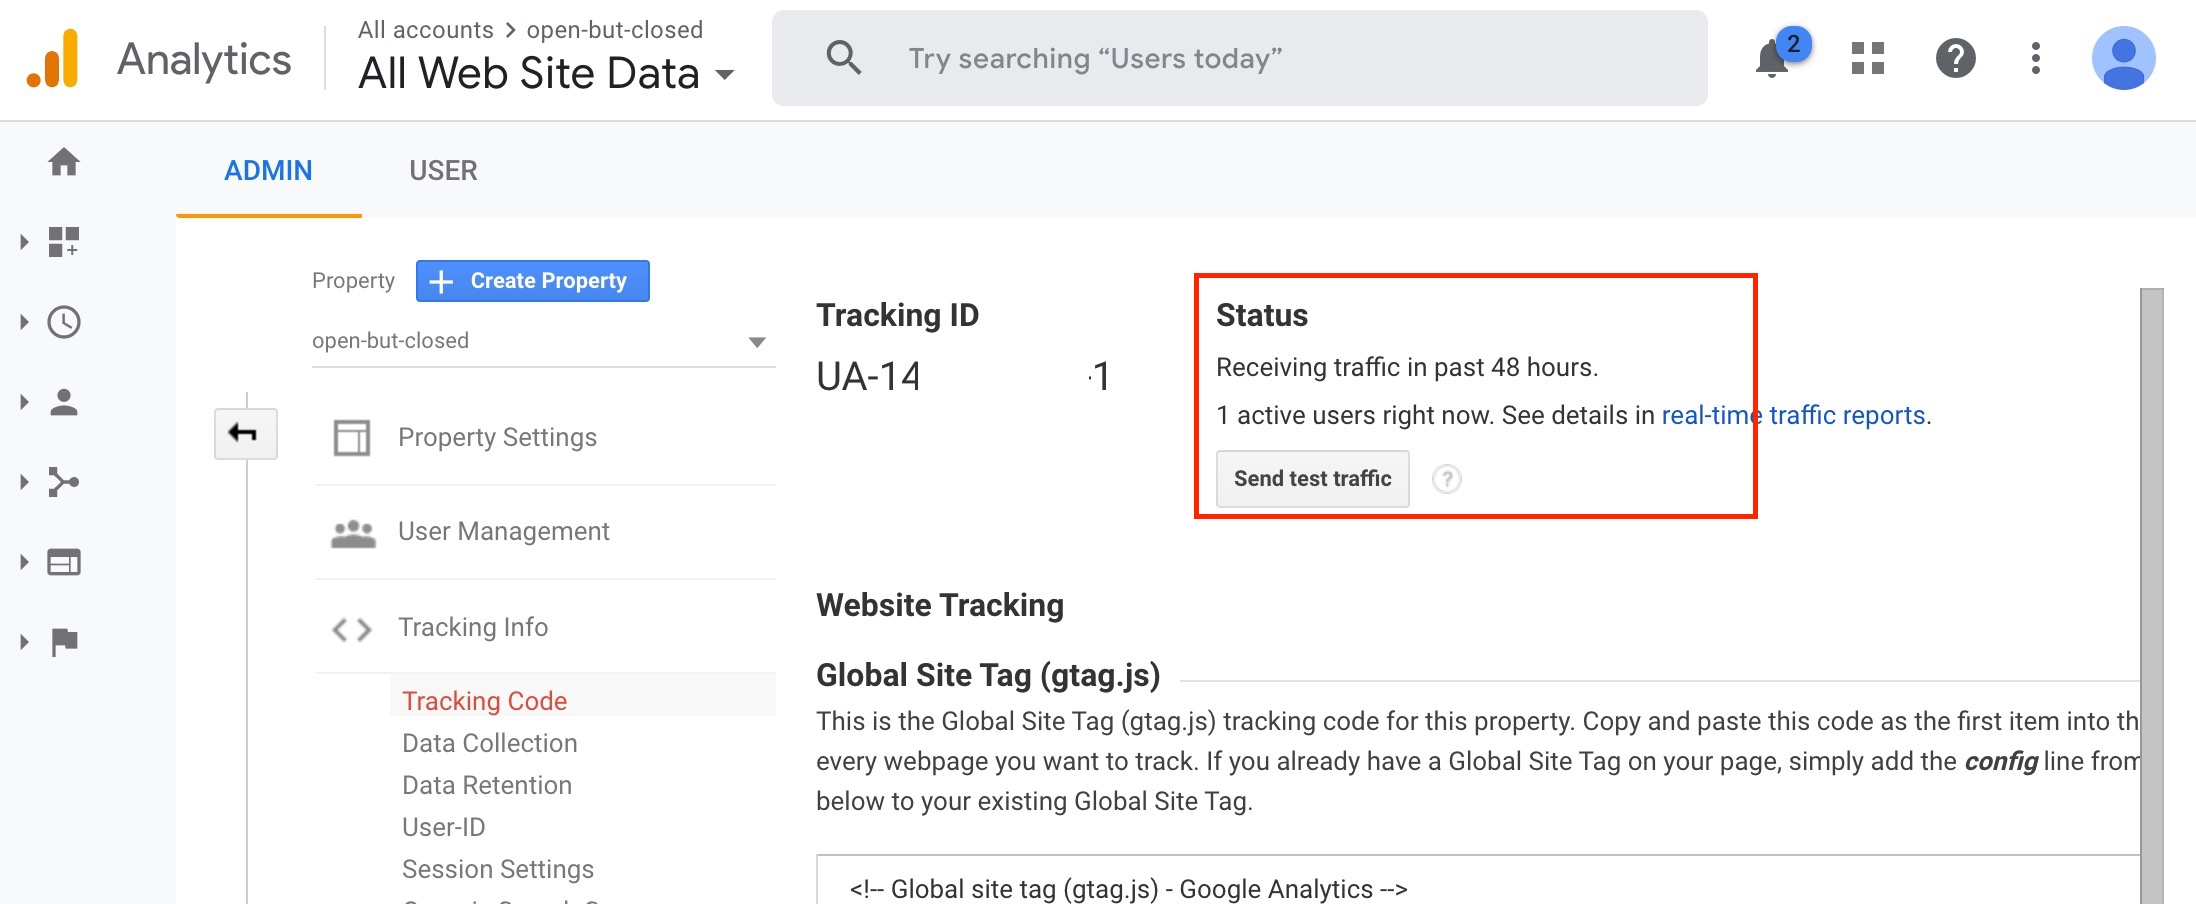 Analytics
All accounts > open-but-closed
All Web Site Data
Try searching “Users today”
2
ADMIN
USER
Property
+ Create Property
open-but-closed
Property Settings
User Management
Tracking Info
Tracking Code
Data Collection
Data Retention
User-ID
Session Settings
Tracking ID
UA-14 -1
Status
Receiving traffic in past 48 hours.
1 active users right now. See details in real-time traffic reports.
Send test traffic
?
Website Tracking
Global Site Tag (gtag.js)
This is the Global Site Tag (gtag.js) tracking code for this property. Copy and paste this code as the first item into th
every webpage you want to track. If you already have a Global Site Tag on your page, simply add the config line from
below to your existing Global Site Tag.
<!-- Global site tag (gtag.js) - Google Analytics -->